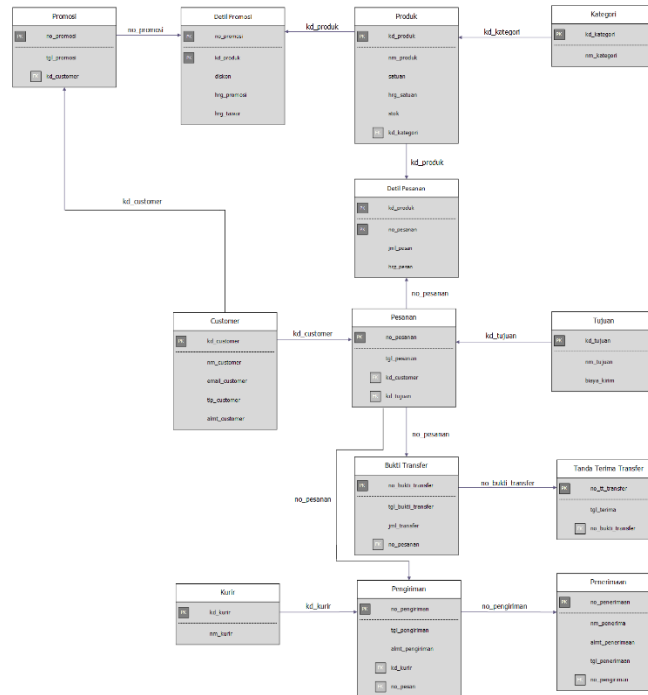 Promosi
PK no_promosi
tgl_promosi
FK kd_customer
no_promosi
Detil Promosi
PK no_promosi
PK kd_produk
diskon
hrg_promosi
kd_produk
Produk
PK kd_produk
nm_produk
satuan
hrg_satuan
stok
FK kd_kategori
kd_kategori
Kategori
PK kd_kategori
nm_kategori
kd_produk
Detil Pesanan
PK kd_produk
PK no_pesanan
jml_pesan
hrg_pesan
kd_customer
no_pesanan
Customer
PK kd_customer
nm_customer
email_customer
tlp_customer
almt_customer
kd_customer
Pesanan
PK no_pesanan
tgl_pesanan
FK kd_customer
FK kd_tujuan
kd_tujuan
Tujuan
PK kd_tujuan
nm_tujuan
biaya_kirim
no_pesanan
no_pesanan
Bukti Transfer
PK no_bukti_transfer
tgl_bukti_transfer
jml_transfer
FK no_pesanan
no_bukti_transfer
Tanda Terima Transfer
PK no_tt_transfer
tgl_terima
FK no_bukti_transfer
Kurir
PK kd_kurir
nm_kurir
kd_kurir
Pengiriman
PK no_pengiriman
tgl_pengiriman
almt_pengiriman
FK kd_kurir
FK no_pesan
no_pengiriman
Penerimaan
PK no_penerimaan
nm_penerima
almt_penerimaan
tgl_penerimaan
FK no_pengiriman